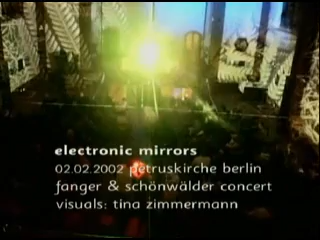 electronic mirrors
02.02.2002 petruskirche berlin
fanger & schönwälder concert
visuals: tina zimmermann